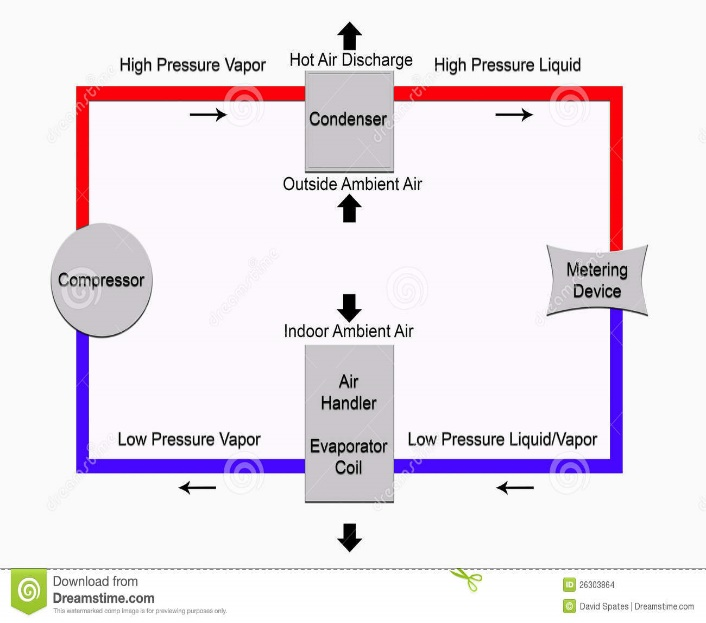 Hot Air Discharge
High Pressure Vapor
High Pressure Liquid
Condenser
Outside Ambient Air
Compressor
Metering
Device
Indoor Ambient Air
Air
Handler
Evaporator
Coil
Low Pressure Vapor
Low Pressure Liquid/Vapor
Download from
Dreamstime.com
This watermarked comp image is for previewing purposes only.
ID 26303864
© David Spates | Dreamstime.com